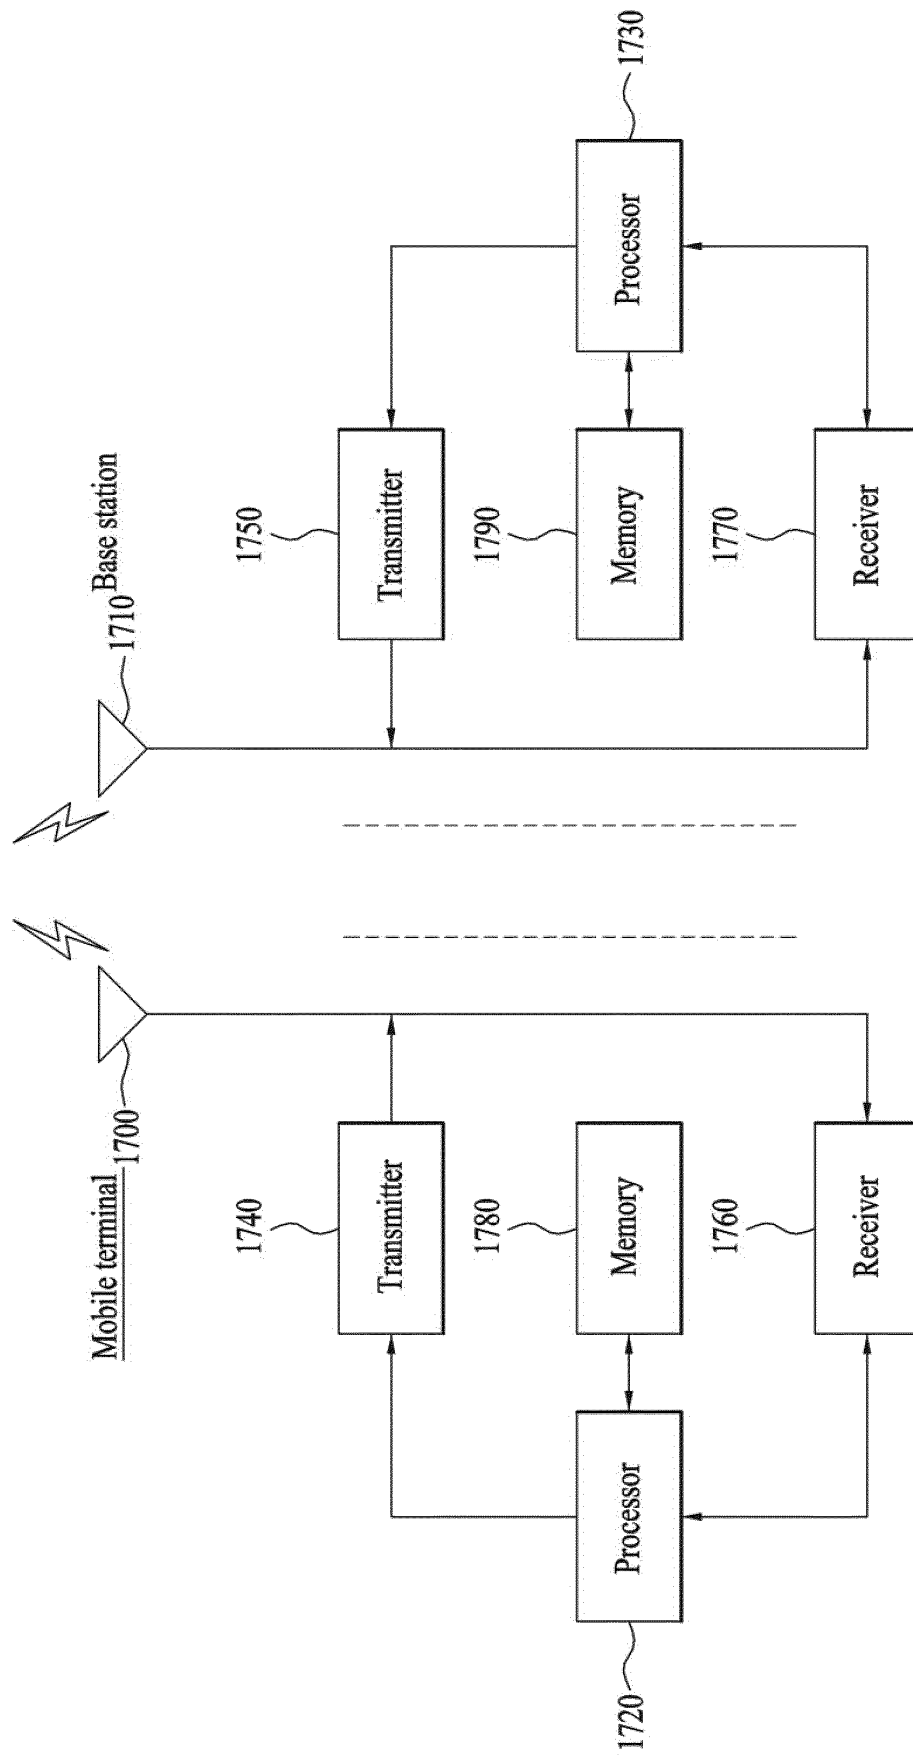 Mobile terminal
1700
1710
Base station
1740
Transmitter
1750
Transmitter
1720
Processor
1780
Memory
1790
Memory
Processor
1730
1760
Receiver
1770
Receiver